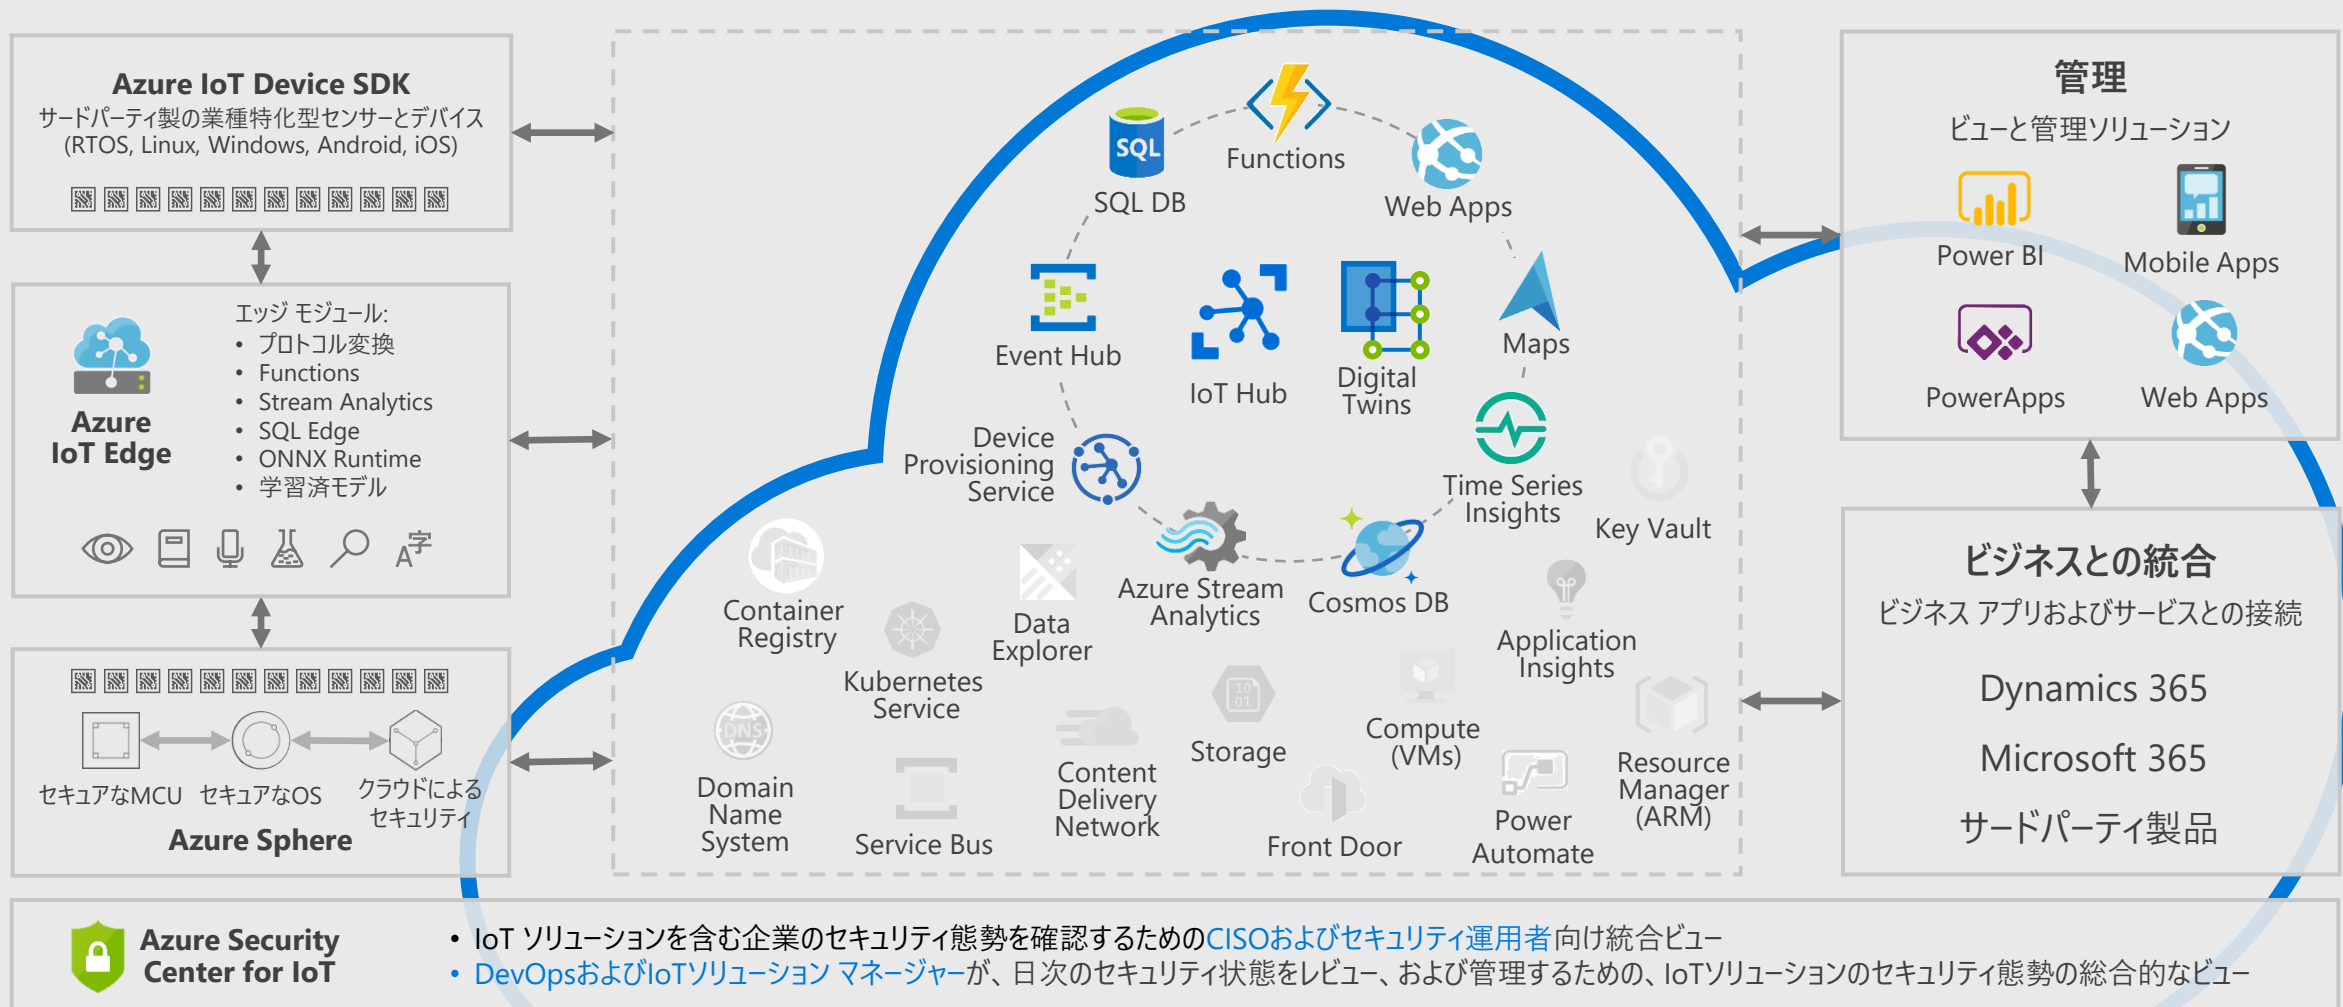 Azure IoT Device SDK
サードパーティ製の業種特化型センサーとデバイス
(RTOS, Linux, Windows, Android, iOS)
Azure
IoT Edge
エッジ モジュール:
• プロトコル変換
• Functions
• Stream Analytics
• SQL Edge
• ONNX Runtime
• 学習済モデル
A字
セキュアなMCU
セキュアなOS
クラウドによる
セキュリティ
Azure Sphere
SQL
SQL DB
Functions
Web Apps
Event Hub
IoT Hub
Digital
Twins
Maps
Device
Provisioning
Service
Time Series
Insights
Key Vault
Azure Stream
Analytics
Cosmos DB
Container
Registry
Kubernetes
Service
Data
Explorer
Application
Insights
DNS
Domain
Name
System
Service Bus
Content
Delivery
Network
10
01
Storage
Compute
(VMs)
Front Door
Power
Automate
Resource
Manager
(ARM)
管理
ビューと管理ソリューション
Power BI
Mobile Apps
PowerApps
Web Apps
ビジネスとの統合
ビジネス アプリおよびサービスとの接続
Dynamics 365
Microsoft 365
サードパーティ製品
Azure Security
Center for IoT
• IoT ソリューションを含む企業のセキュリティ態勢を確認するためのCISOおよびセキュリティ運用者向け統合ビュー
• DevOpsおよびIoTソリューション マネージャーが、日次のセキュリティ状態をレビュー、および管理するための、IoTソリューションのセキュリティ態勢の総合的なビュー